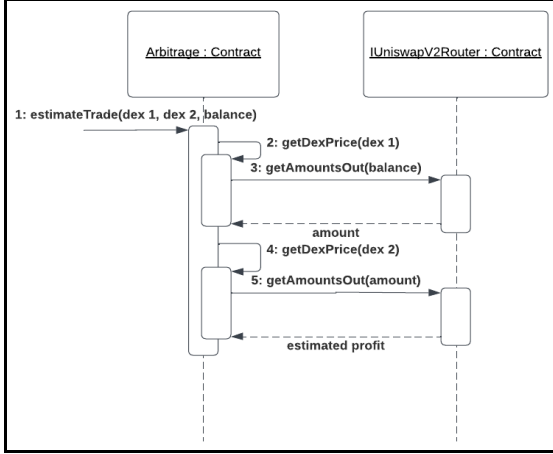 Arbitrage : Contract
IUniswapV2Router : Contract
1: estimateTrade(dex 1, dex 2, balance)
2: getDexPrice(dex 1)
3: getAmountsOut(balance)
amount
4: getDexPrice(dex 2)
5: getAmountsOut(amount)
estimated profit